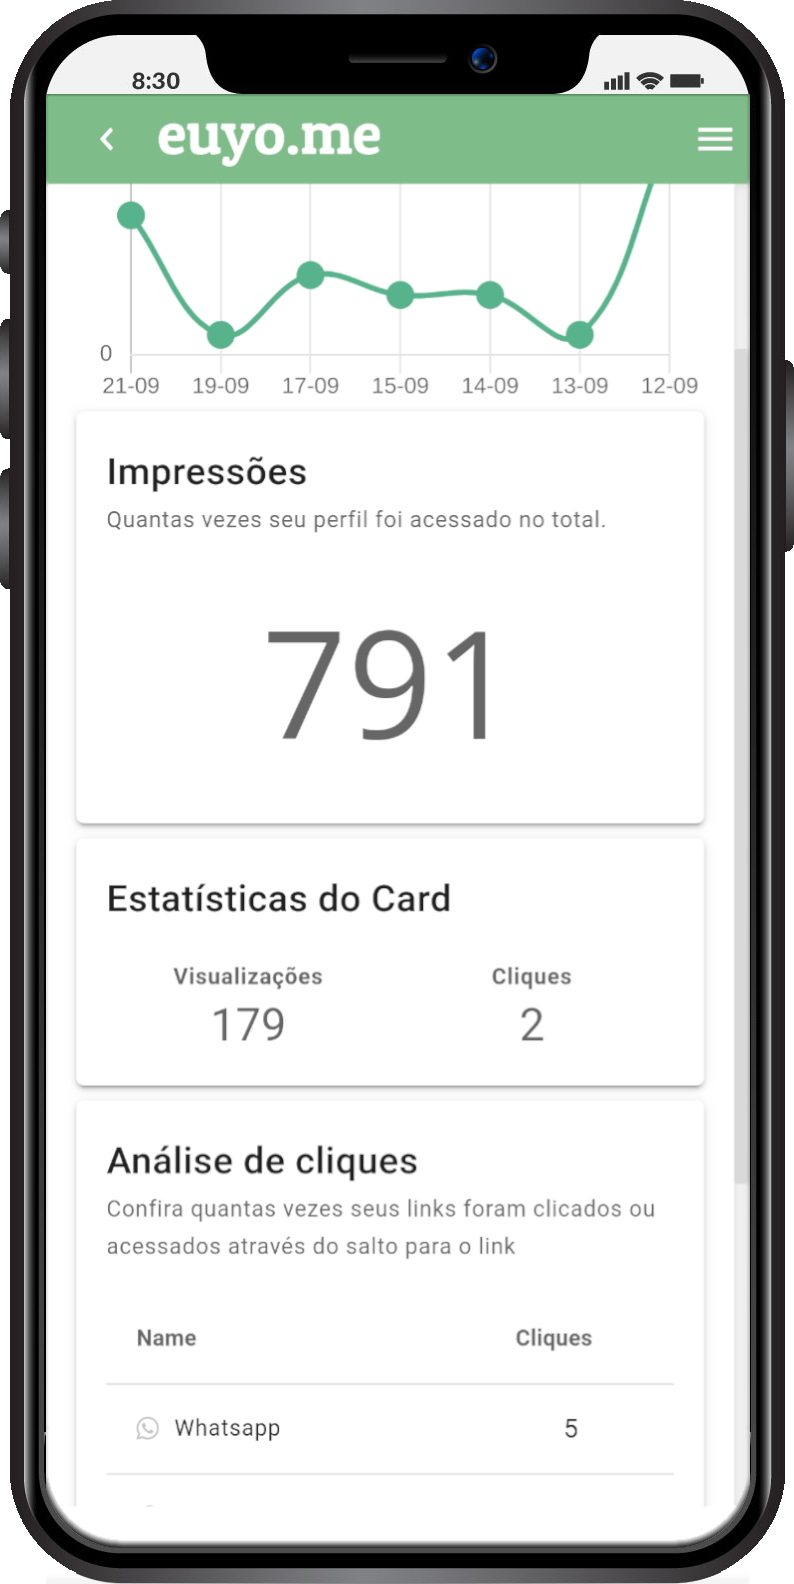 8:30
euyo.me
0
21-09 19-09 17-09 15-09 14-09 13-09 12-09
Impressões
Quantas vezes seu perfil foi acessado no total.
791
Estatísticas do Card
Visualizações Cliques
179 2
Análise de cliques
Confira quantas vezes seus links foram clicados ou
acessados através do salto para o link
Name Cliques
Whatsapp 5